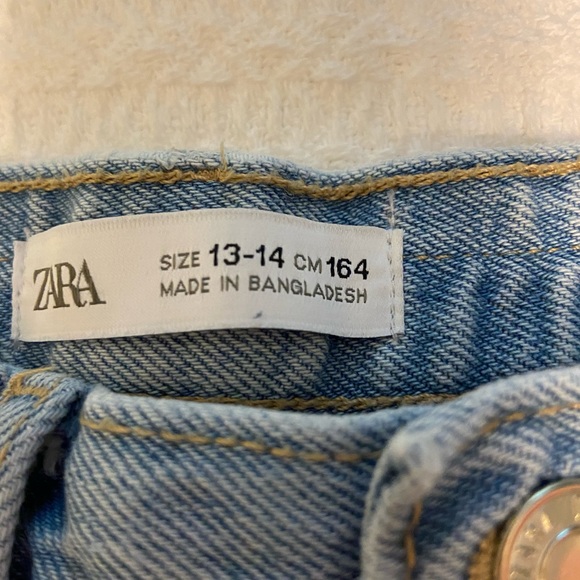 ZARA
SIZE 13-14 CM 164
MADE IN BANGLADESH